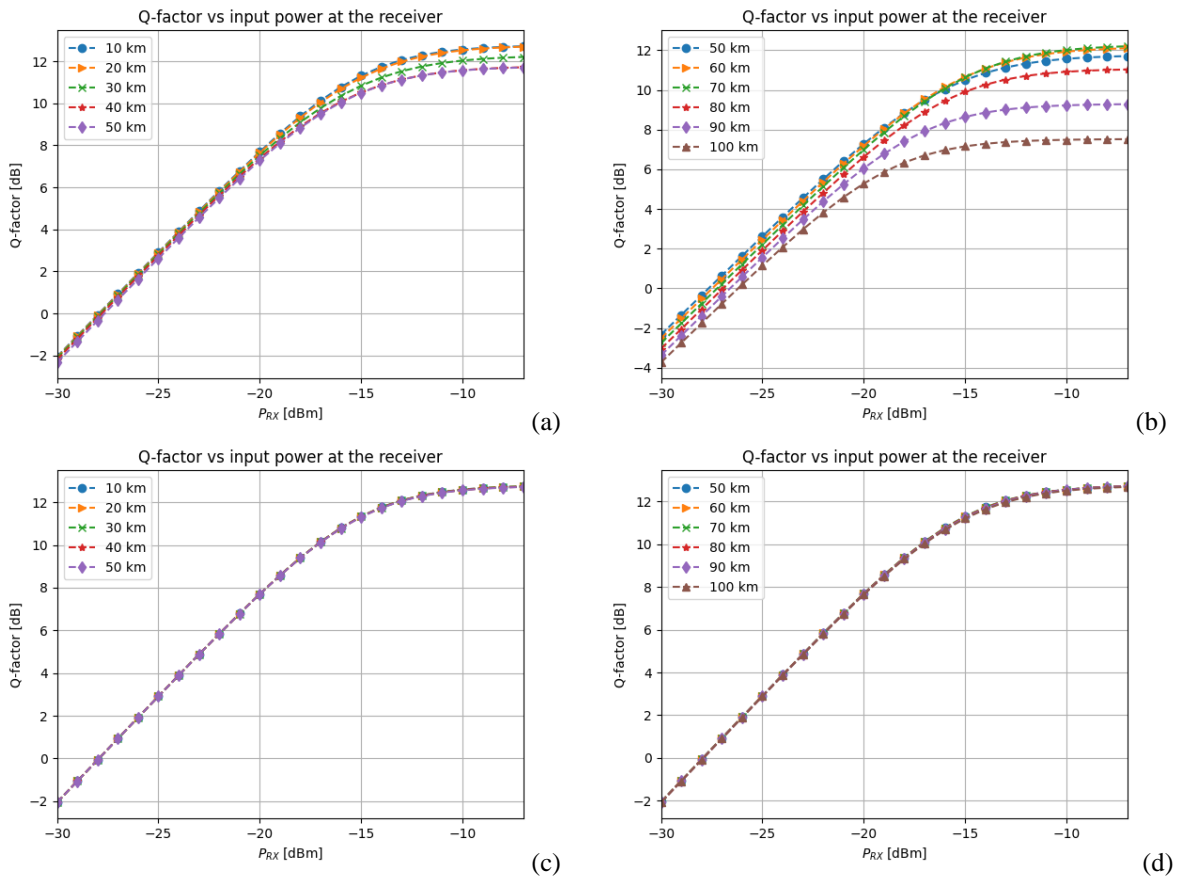 Q-factor vs input power at the receiver
12
10
8
6
4
2
0
−2
Q-factor [dB]
10 km
20 km
30 km
40 km
50 km
−30
−25
−20
−15
−10
P_RX [dBm]
(a)
Q-factor vs input power at the receiver
12
10
8
6
4
2
0
−2
−4
Q-factor [dB]
50 km
60 km
70 km
80 km
90 km
100 km
−30
−25
−20
−15
−10
P_RX [dBm]
(b)
Q-factor vs input power at the receiver
12
10
8
6
4
2
0
−2
Q-factor [dB]
10 km
20 km
30 km
40 km
50 km
−30
−25
−20
−15
−10
P_RX [dBm]
(c)
Q-factor vs input power at the receiver
12
10
8
6
4
2
0
−2
Q-factor [dB]
50 km
60 km
70 km
80 km
90 km
100 km
−30
−25
−20
−15
−10
P_RX [dBm]
(d)